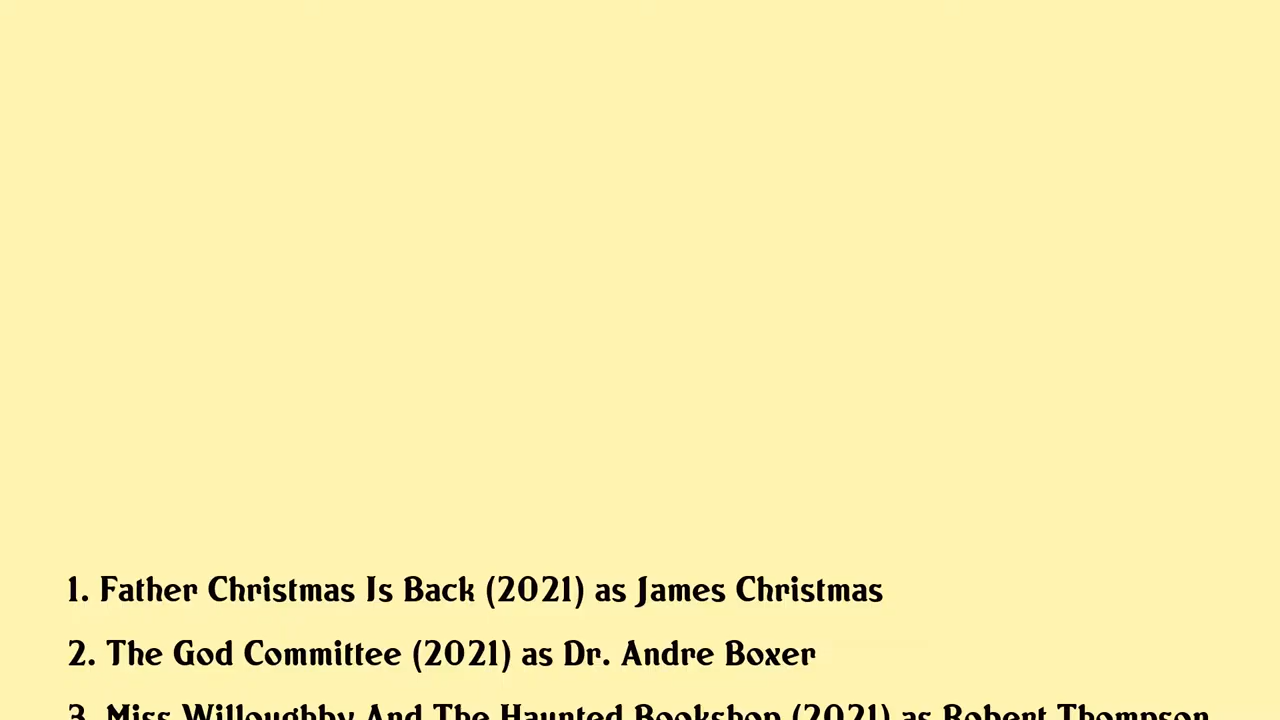 1. Father Christmas Is Back (2021) as James Christmas
2. The God Committee (2021) as Dr. Andre Boxer
3. Miss Willoughby And The Haunted Bookshop (2021) as Robert Thompson